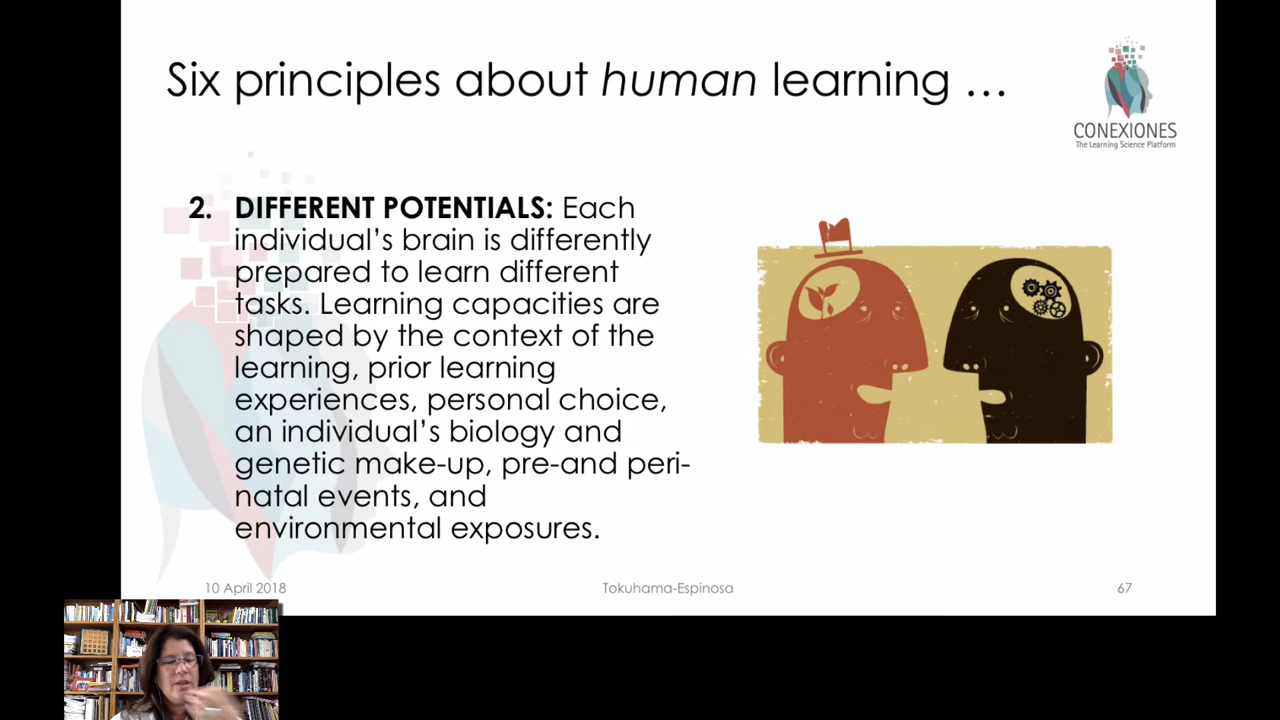 Six principles about human learning …
CONEXIONES
The Learning Science Platform
2. DIFFERENT POTENTIALS: Each
individual’s brain is differently
prepared to learn different
tasks. Learning capacities are
shaped by the context of the
learning, prior learning
experiences, personal choice,
an individual’s biology and
genetic make-up, pre-and peri-
natal events, and
environmental exposures.
10 April 2018
Tokuhama-Espinosa
67